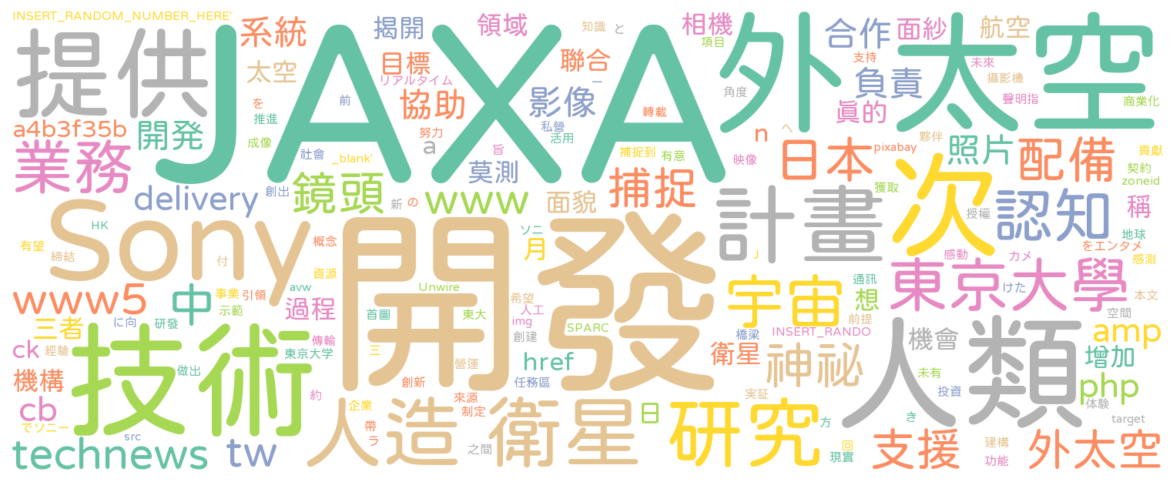 INSERT_RANDOM_NUMBER_HERE'
提供
JAXA
外太空
系統
揭開
領域
知識
と
相機
項目
合作
面紗
航空
太空
目標
リアルタイム
聯合
一
支持
負責
未來
攝影機
聲明指
商業化
を
推進
前
協助
影像
私營
活用
轉載
角度
眞的
a4b3f35b
開発
成像
社會
_blank'
努力
a
旨
莫測
捕捉到
有意
映像
n
へ
日本
pixabay
夥伴
照片
配備
貢獻
業務
delivery
創出
鏡頭
新
の
www
面貌
捕捉
計畫
獲取
次
授權
認知
契約
zoneid
稱
地球
Sony
HK
有望
締結
付
概念
資源
開發
ソニ
月
」
感動
カメ
をエンタメ
感測
www5
中
事業
引領
示範
過程
avw
首圖
Unwire
東大
希望
人工
img
創建
SPARC
宇宙
橋梁
通訊
想
前提
けた
東京大學
本文
空間
三者
に向
研發
技術
傳輸
東京大学
三
營運
href
INSERT_RANDO
衛星
神祕
機會
人類
amp
增加
ck
經驗
機構
cb
でソニー
做出
約
創新
任務區
來源
制定
企業
帶
ラ
実証
未有
投資
php
体験
target
き
technews
src
tw
人造衛星
之間
日
研究
方
回
現實
支援
建構
功能
外太空